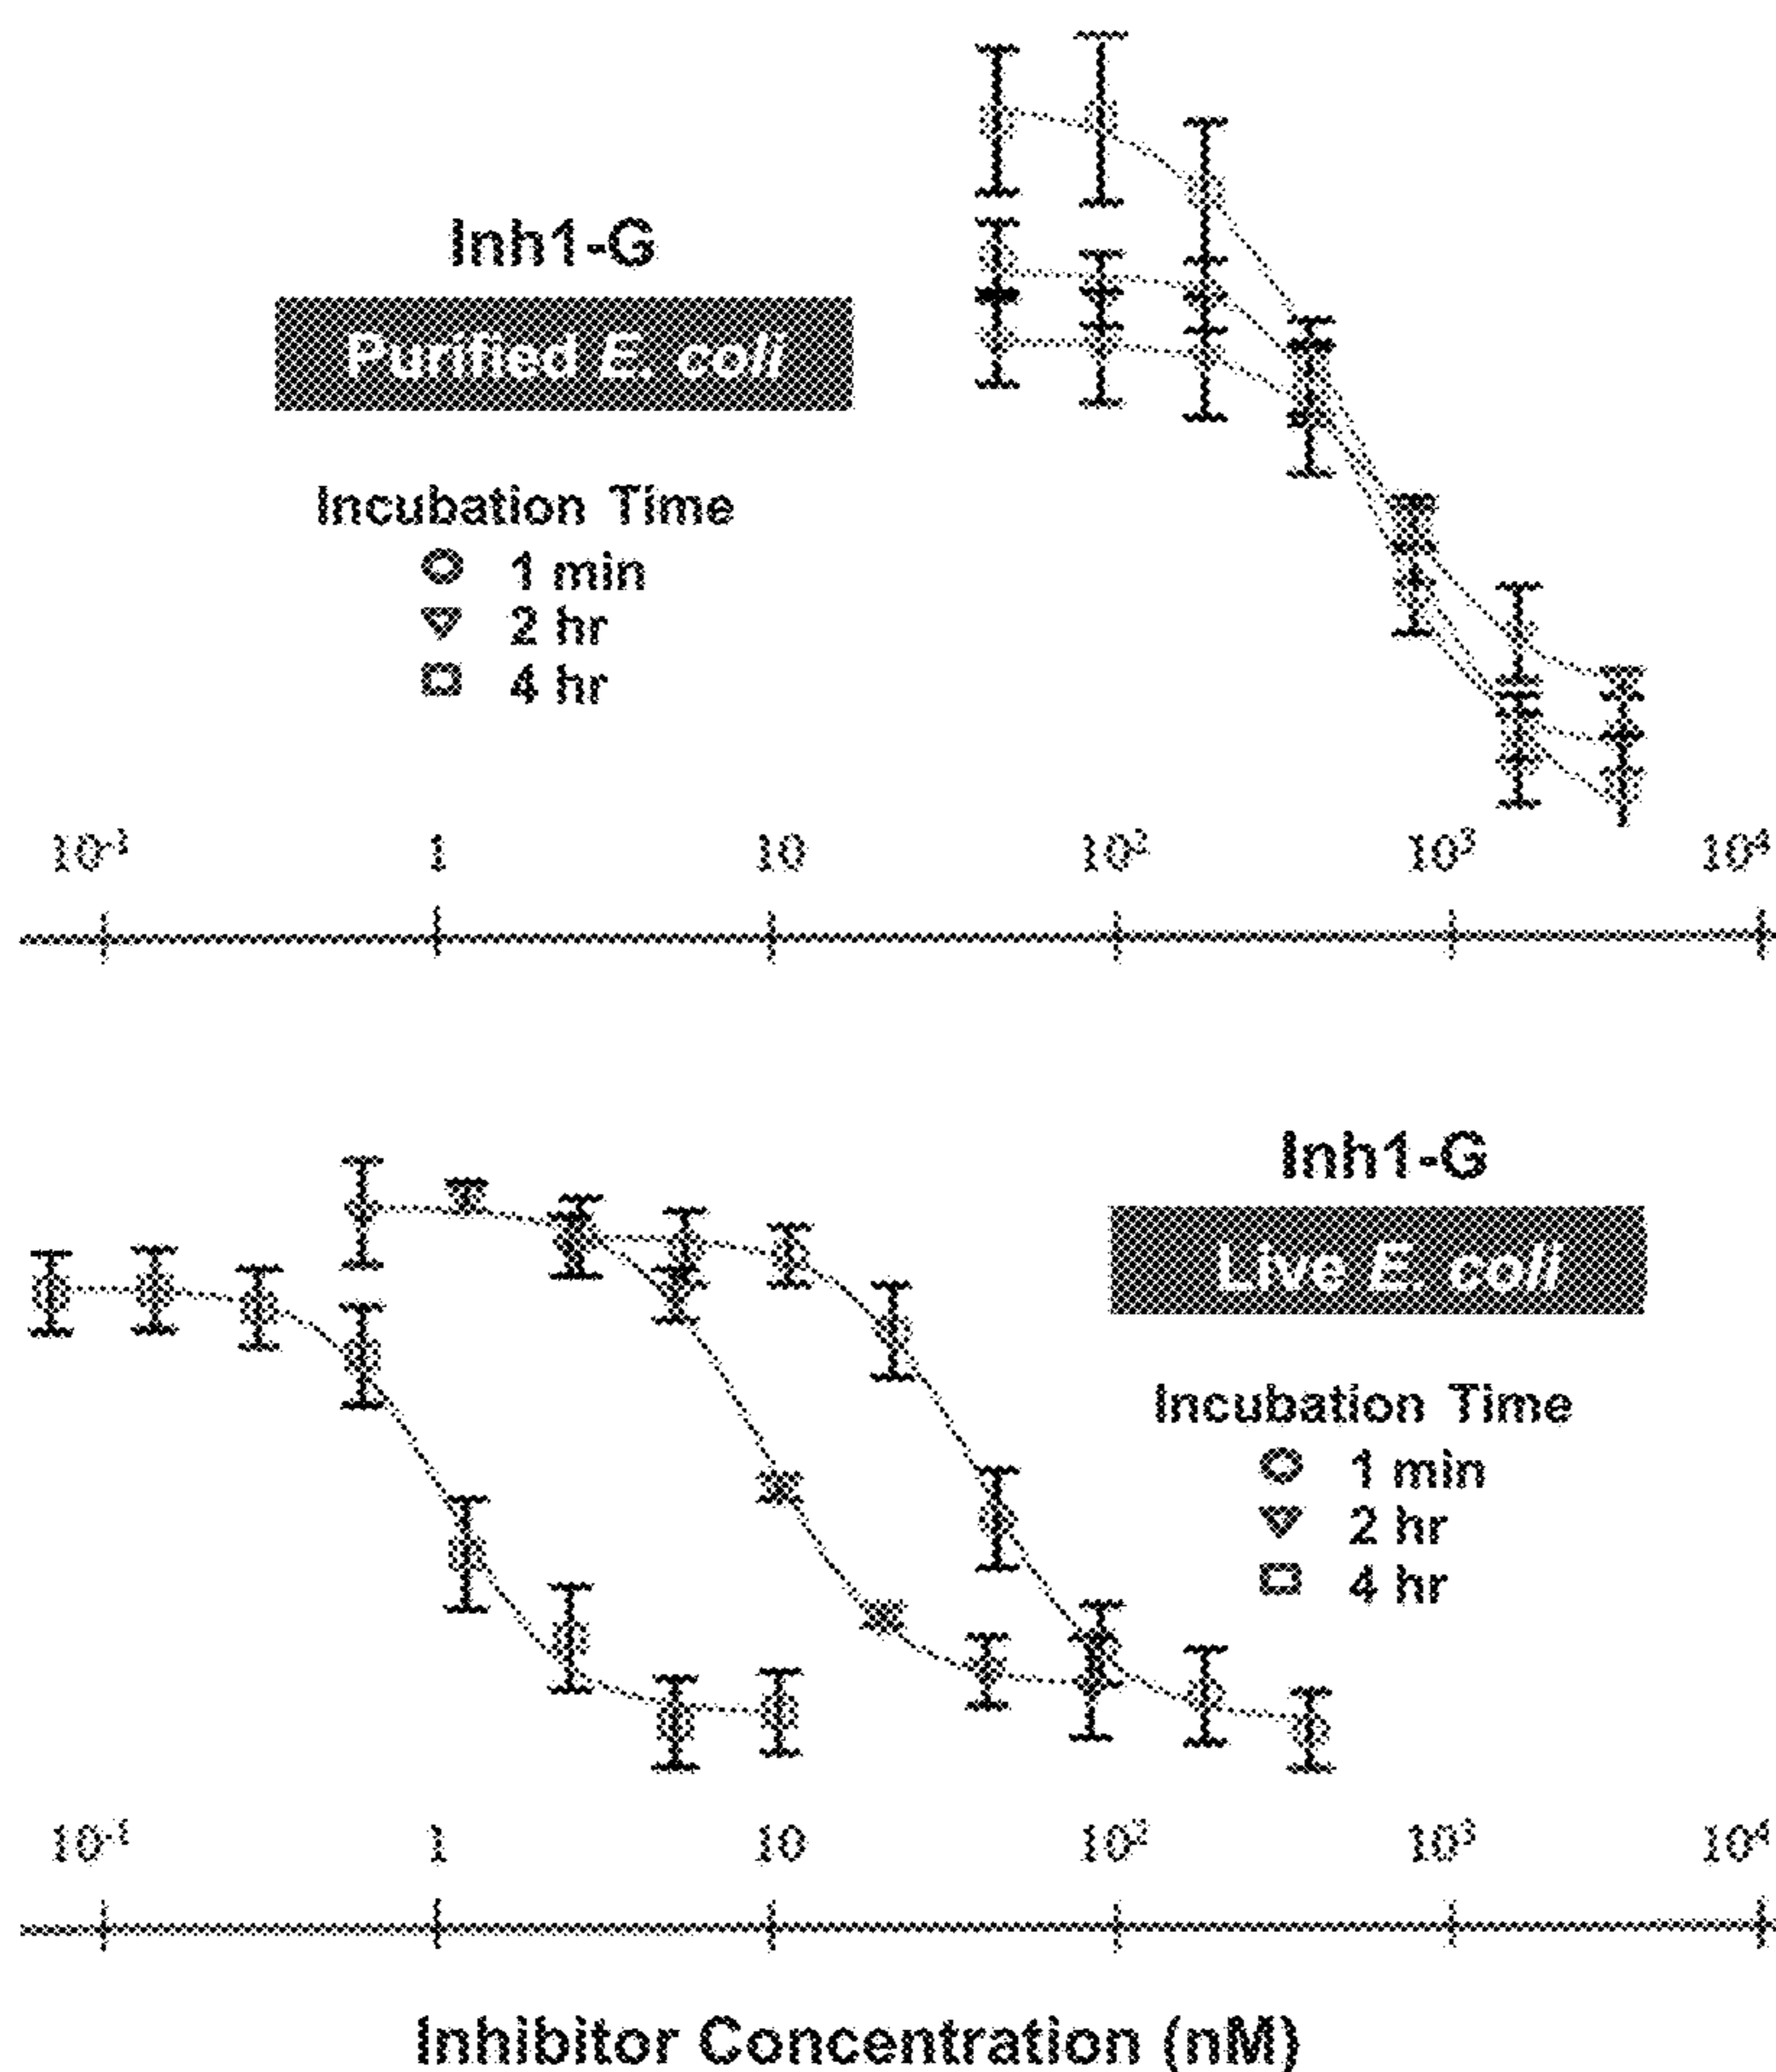 Inh1-G
Purified E. coli
Incubation Time
1 min
2 hr
4 hr
10⁻¹ 1 10 10² 10³ 10⁴
Inh1-G
Live E. coli
Incubation Time
1 min
2 hr
4 hr
10⁻¹ 1 10 10² 10³ 10⁴
Inhibitor Concentration (nM)